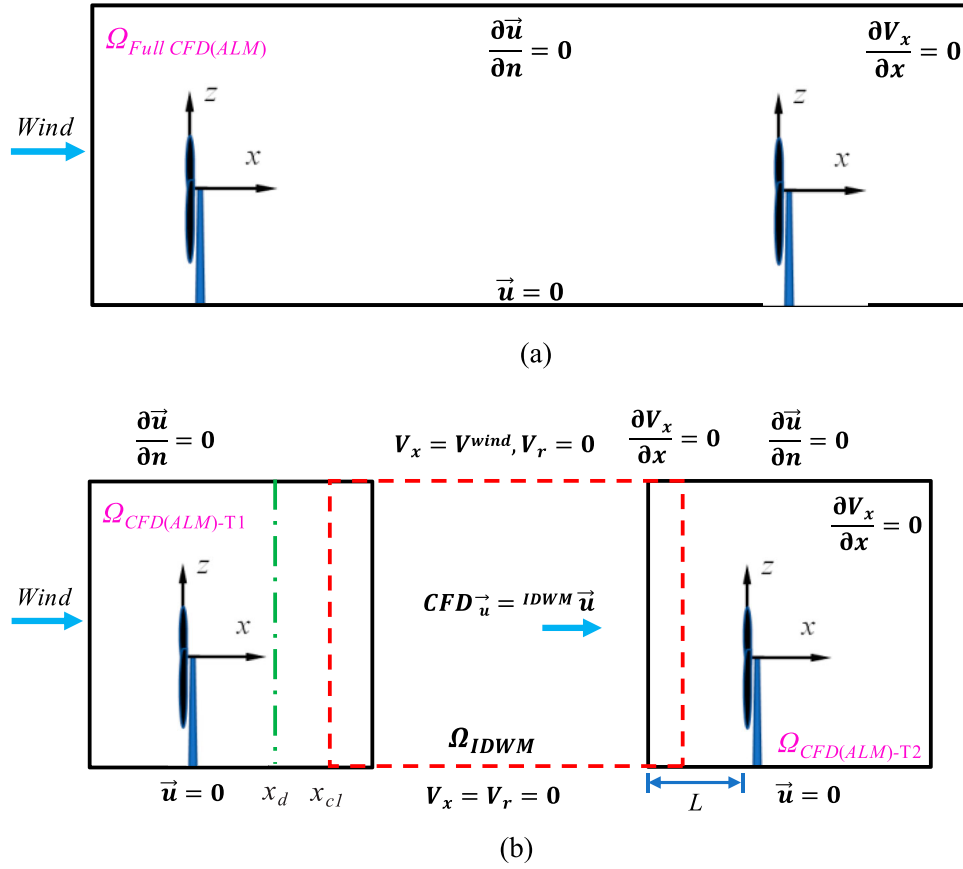 Ω_Full CFD(ALM)
∂u⃗/∂n = 0
∂V_x/∂x = 0
Wind
z
x
z
x
u⃗ = 0
(a)
∂u⃗/∂n = 0
V_x = V^wind, V_r = 0
∂V_x/∂x = 0
∂u⃗/∂n = 0
Ω_CFD(ALM)-T1
∂V_x/∂x = 0
Wind
z
x
CFD_u⃗ = ^IDWM u⃗
z
x
Ω_IDWM
Ω_CFD(ALM)-T2
u⃗ = 0
x_d
x_c1
V_x = V_r = 0
L
u⃗ = 0
(b)